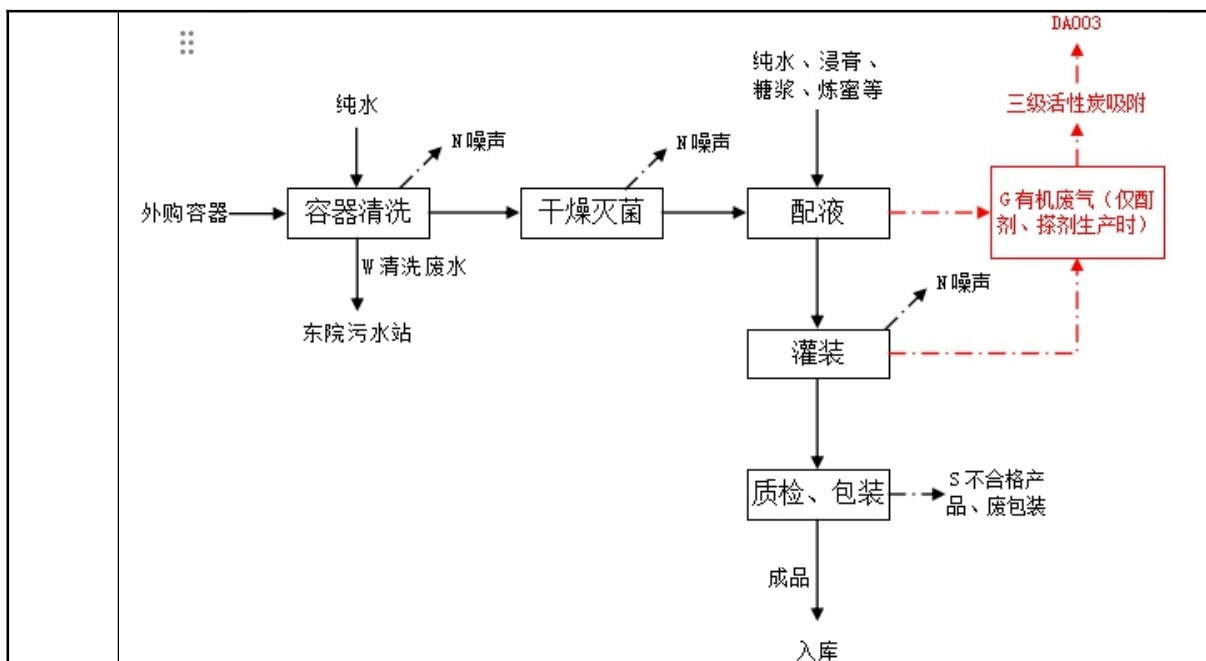 DA003
纯水、浸膏、
糖浆、炼蜜等
三级活性炭吸附
纯水
N噪声
N噪声
外购容器
容器清洗
干燥灭菌
配液
G有机废气（仅酊
剂、搽剂生产时）
W清洗废水
N噪声
东院污水站
灌装
质检、包装
S不合格产
品、废包装
成品
入库